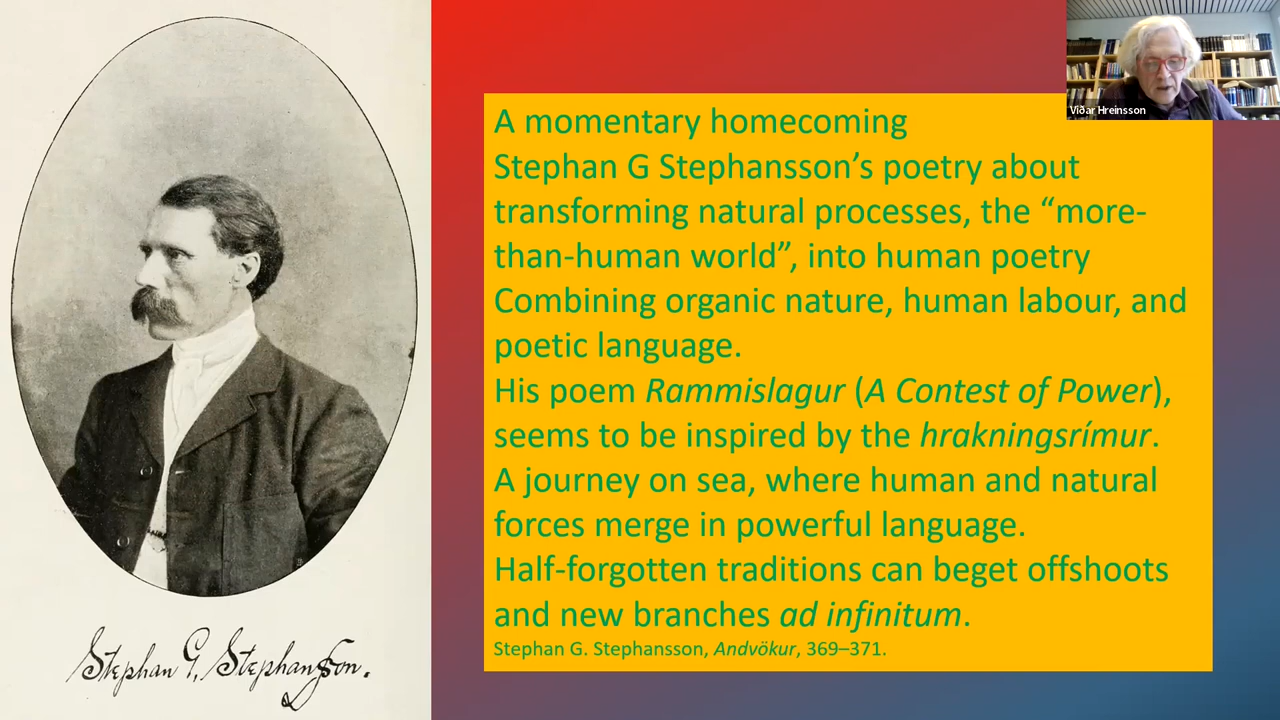 Viðar Hreinsson
A momentary homecoming
Stephan G Stephansson’s poetry about
transforming natural processes, the “more-
than-human world”, into human poetry
Combining organic nature, human labour, and
poetic language.
His poem Rammislagur (A Contest of Power),
seems to be inspired by the hrakningsrímur.
A journey on sea, where human and natural
forces merge in powerful language.
Half-forgotten traditions can beget offshoots
and new branches ad infinitum.
Stephan G. Stephansson, Andvökur, 369–371.
Stephan G, Stephansson.